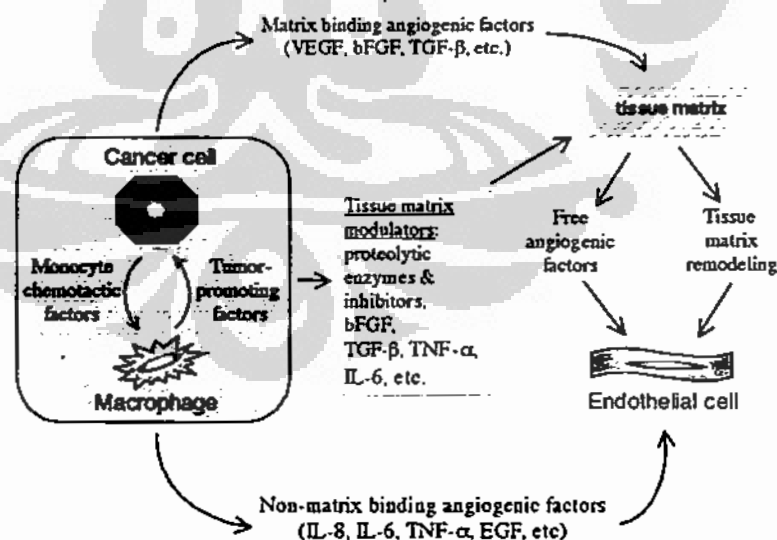 Matrix binding angiogenic factors
(VEGF, bFGF, TGF-β, etc.)
tissue matrix
Cancer cell
Monocyte
chemotactic
factors
Tumor-
promoting
factors
Macrophage
Tissue matrix
modulators:
proteolytic
enzymes &
inhibitors,
bFGF,
TGF-β, TNF-α,
IL-6, etc.
Free
angiogenic
factors
Tissue
matrix
remodeling
Endothelial cell
Non-matrix binding angiogenic factors
(IL-8, IL-6, TNF-α, EGF, etc)